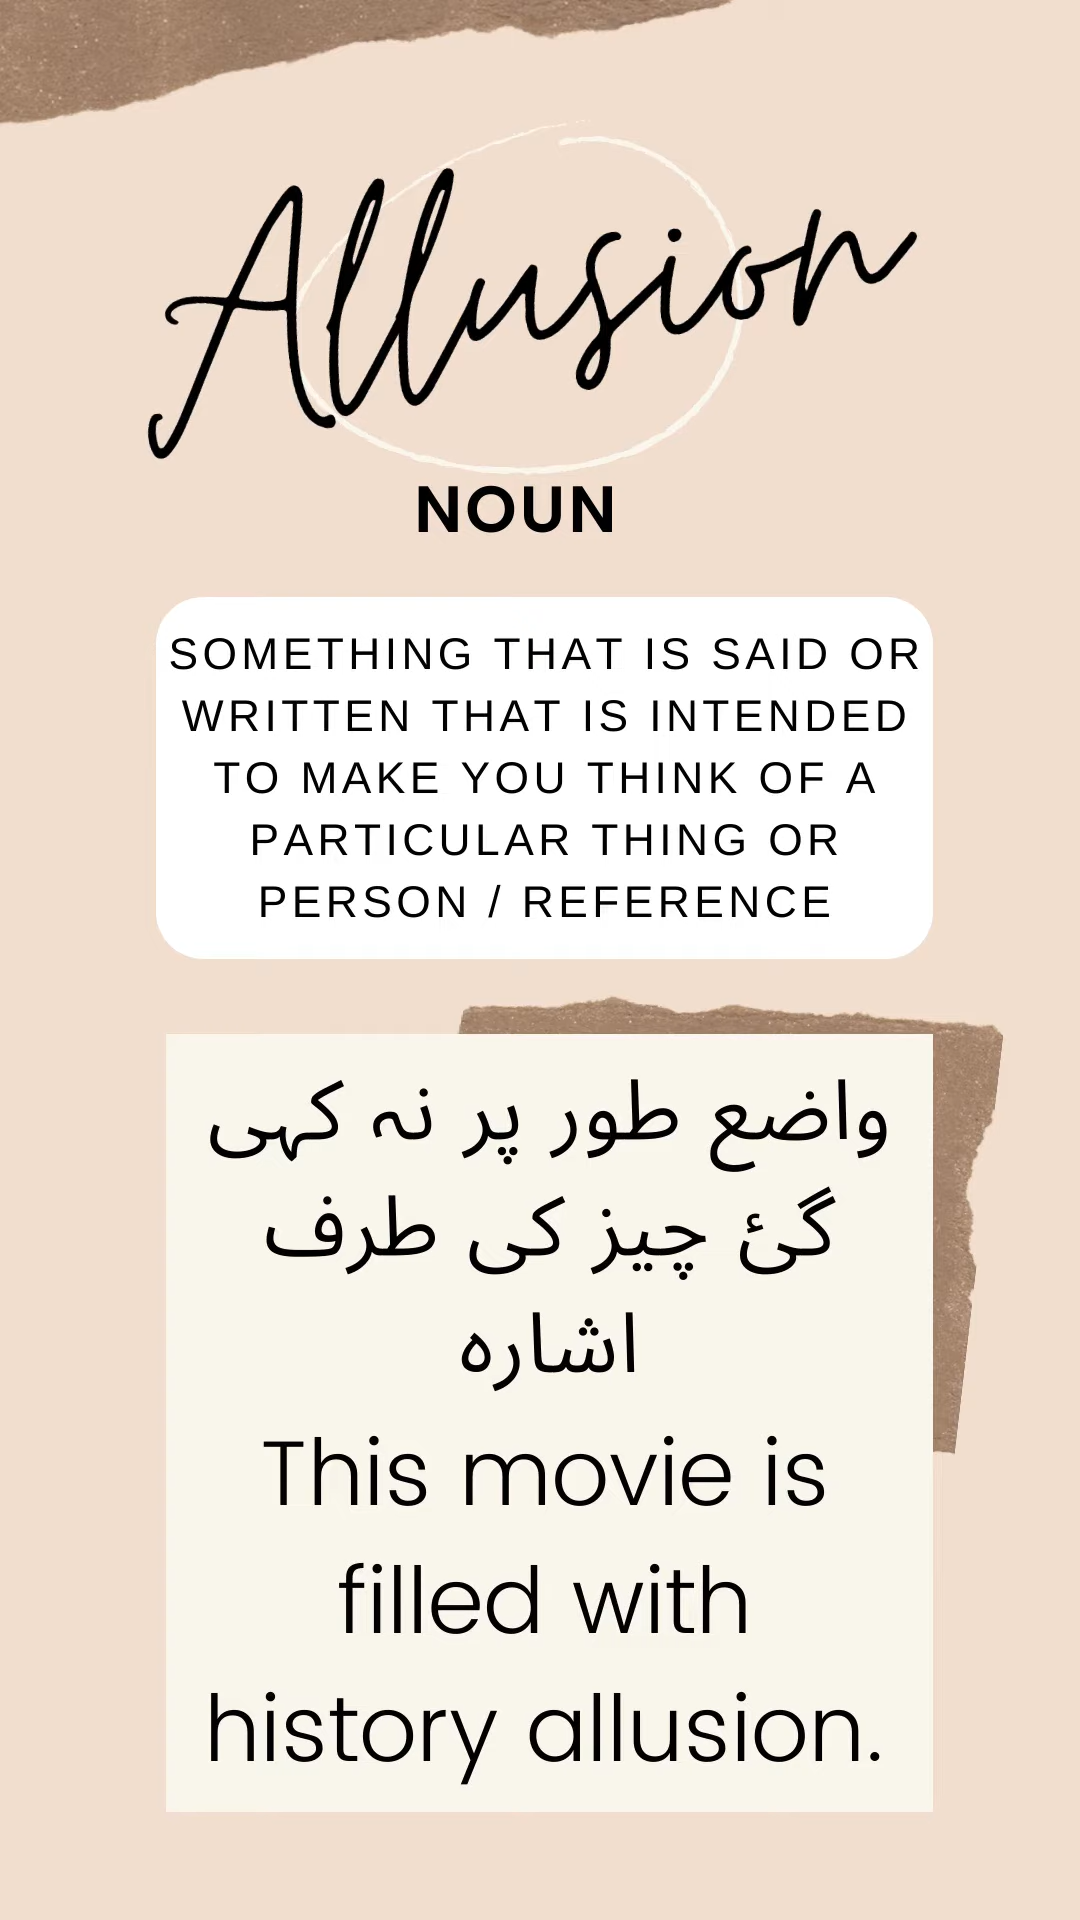 Allusion
NOUN
SOMETHING THAT IS SAID OR
WRITTEN THAT IS INTENDED
TO MAKE YOU THINK OF A
PARTICULAR THING OR
PERSON / REFERENCE
واضع طور پر نہ کہی
گئ چیز کی طرف
اشارہ
This movie is
filled with
history allusion.